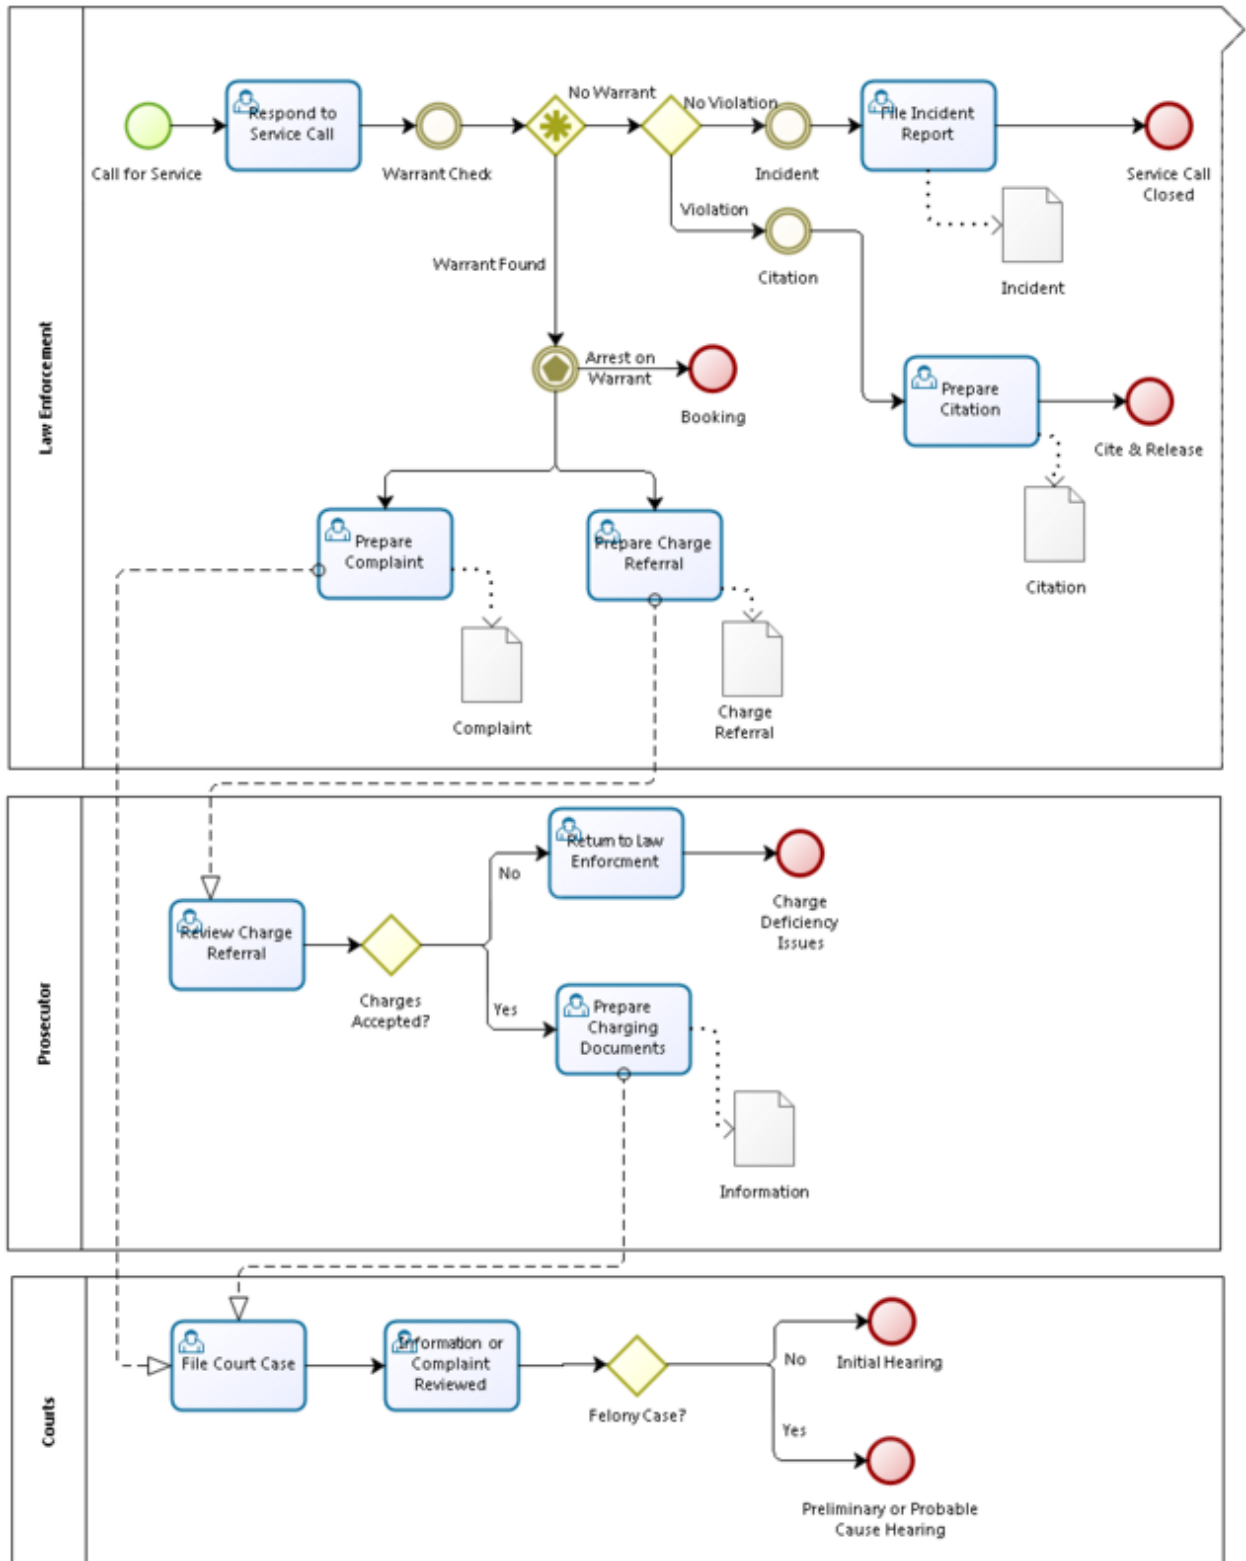 Law Enforcement
Call for Service
Respond to
Service Call
Warrant Check
No Warrant
No Violation
Incident
File Incident
Report
Service Call
Closed
Incident
Violation
Citation
Warrant Found
Arrest on
Warrant
Booking
Prepare
Citation
Cite & Release
Citation
Prepare
Complaint
Complaint
Prepare Charge
Referral
Charge
Referral
Prosecutor
Review Charge
Referral
Charges
Accepted?
No
Return to Law
Enforcment
Charge
Deficiency
Issues
Yes
Prepare
Charging
Documents
Information
Courts
File Court Case
Information or
Complaint
Reviewed
Felony Case?
No
Initial Hearing
Yes
Preliminary or Probable
Cause Hearing